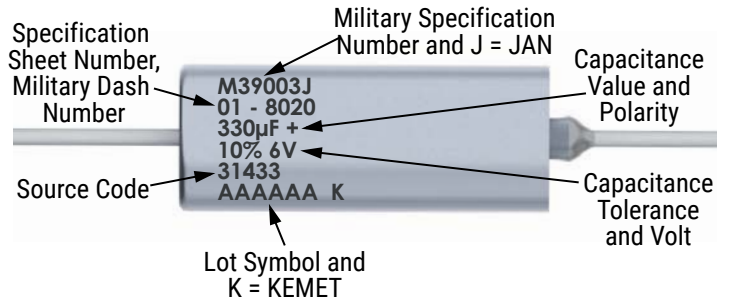 Military Specification
Number and J = JAN
Specification
Sheet Number,
Military Dash
Number
Capacitance
Value and
Polarity
M39003J
01 - 8020
330µF +
10% 6V
31433
AAAAAA K
Source Code
Capacitance
Tolerance
and Volt
Lot Symbol and
K = KEMET